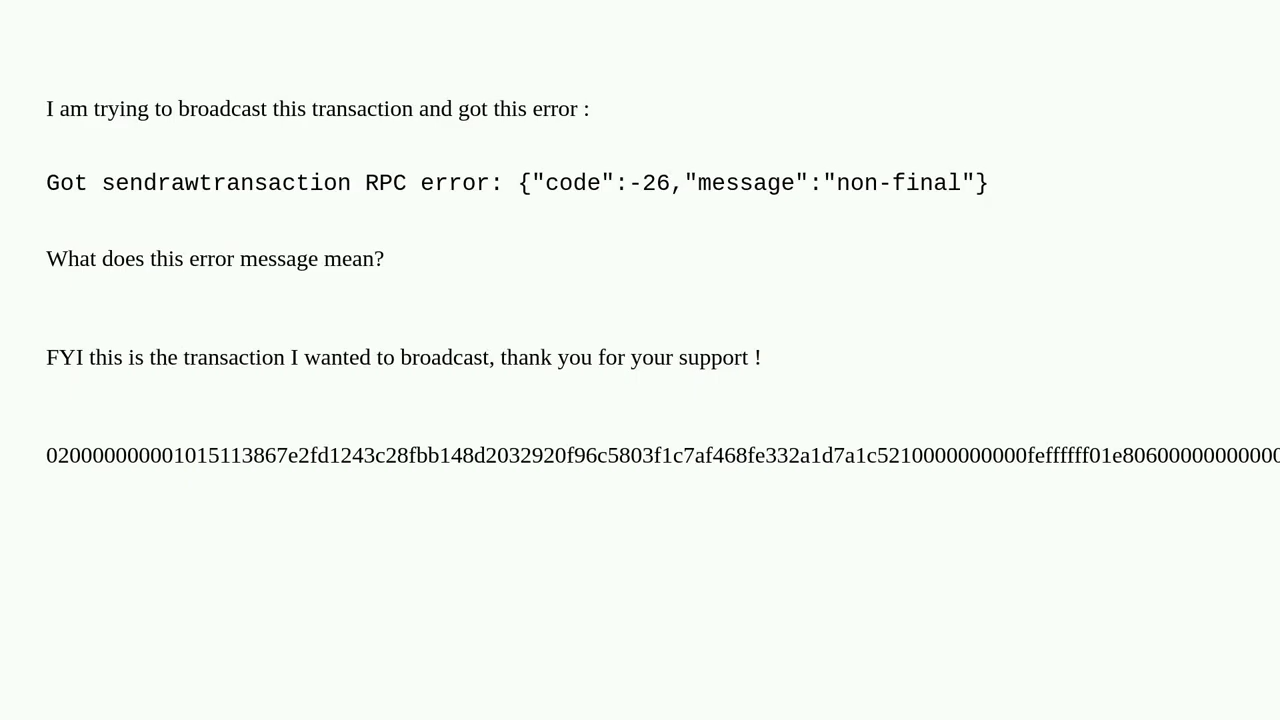 I am trying to broadcast this transaction and got this error :
Got sendrawtransaction RPC error: {"code":-26,"message":"non-final"}
What does this error message mean?
FYI this is the transaction I wanted to broadcast, thank you for your support !
020000000001015113867e2fd1243c28fbb148d2032920f96c5803f1c7af468fe332a1d7a1c5210000000000feffffff01e80600000000000